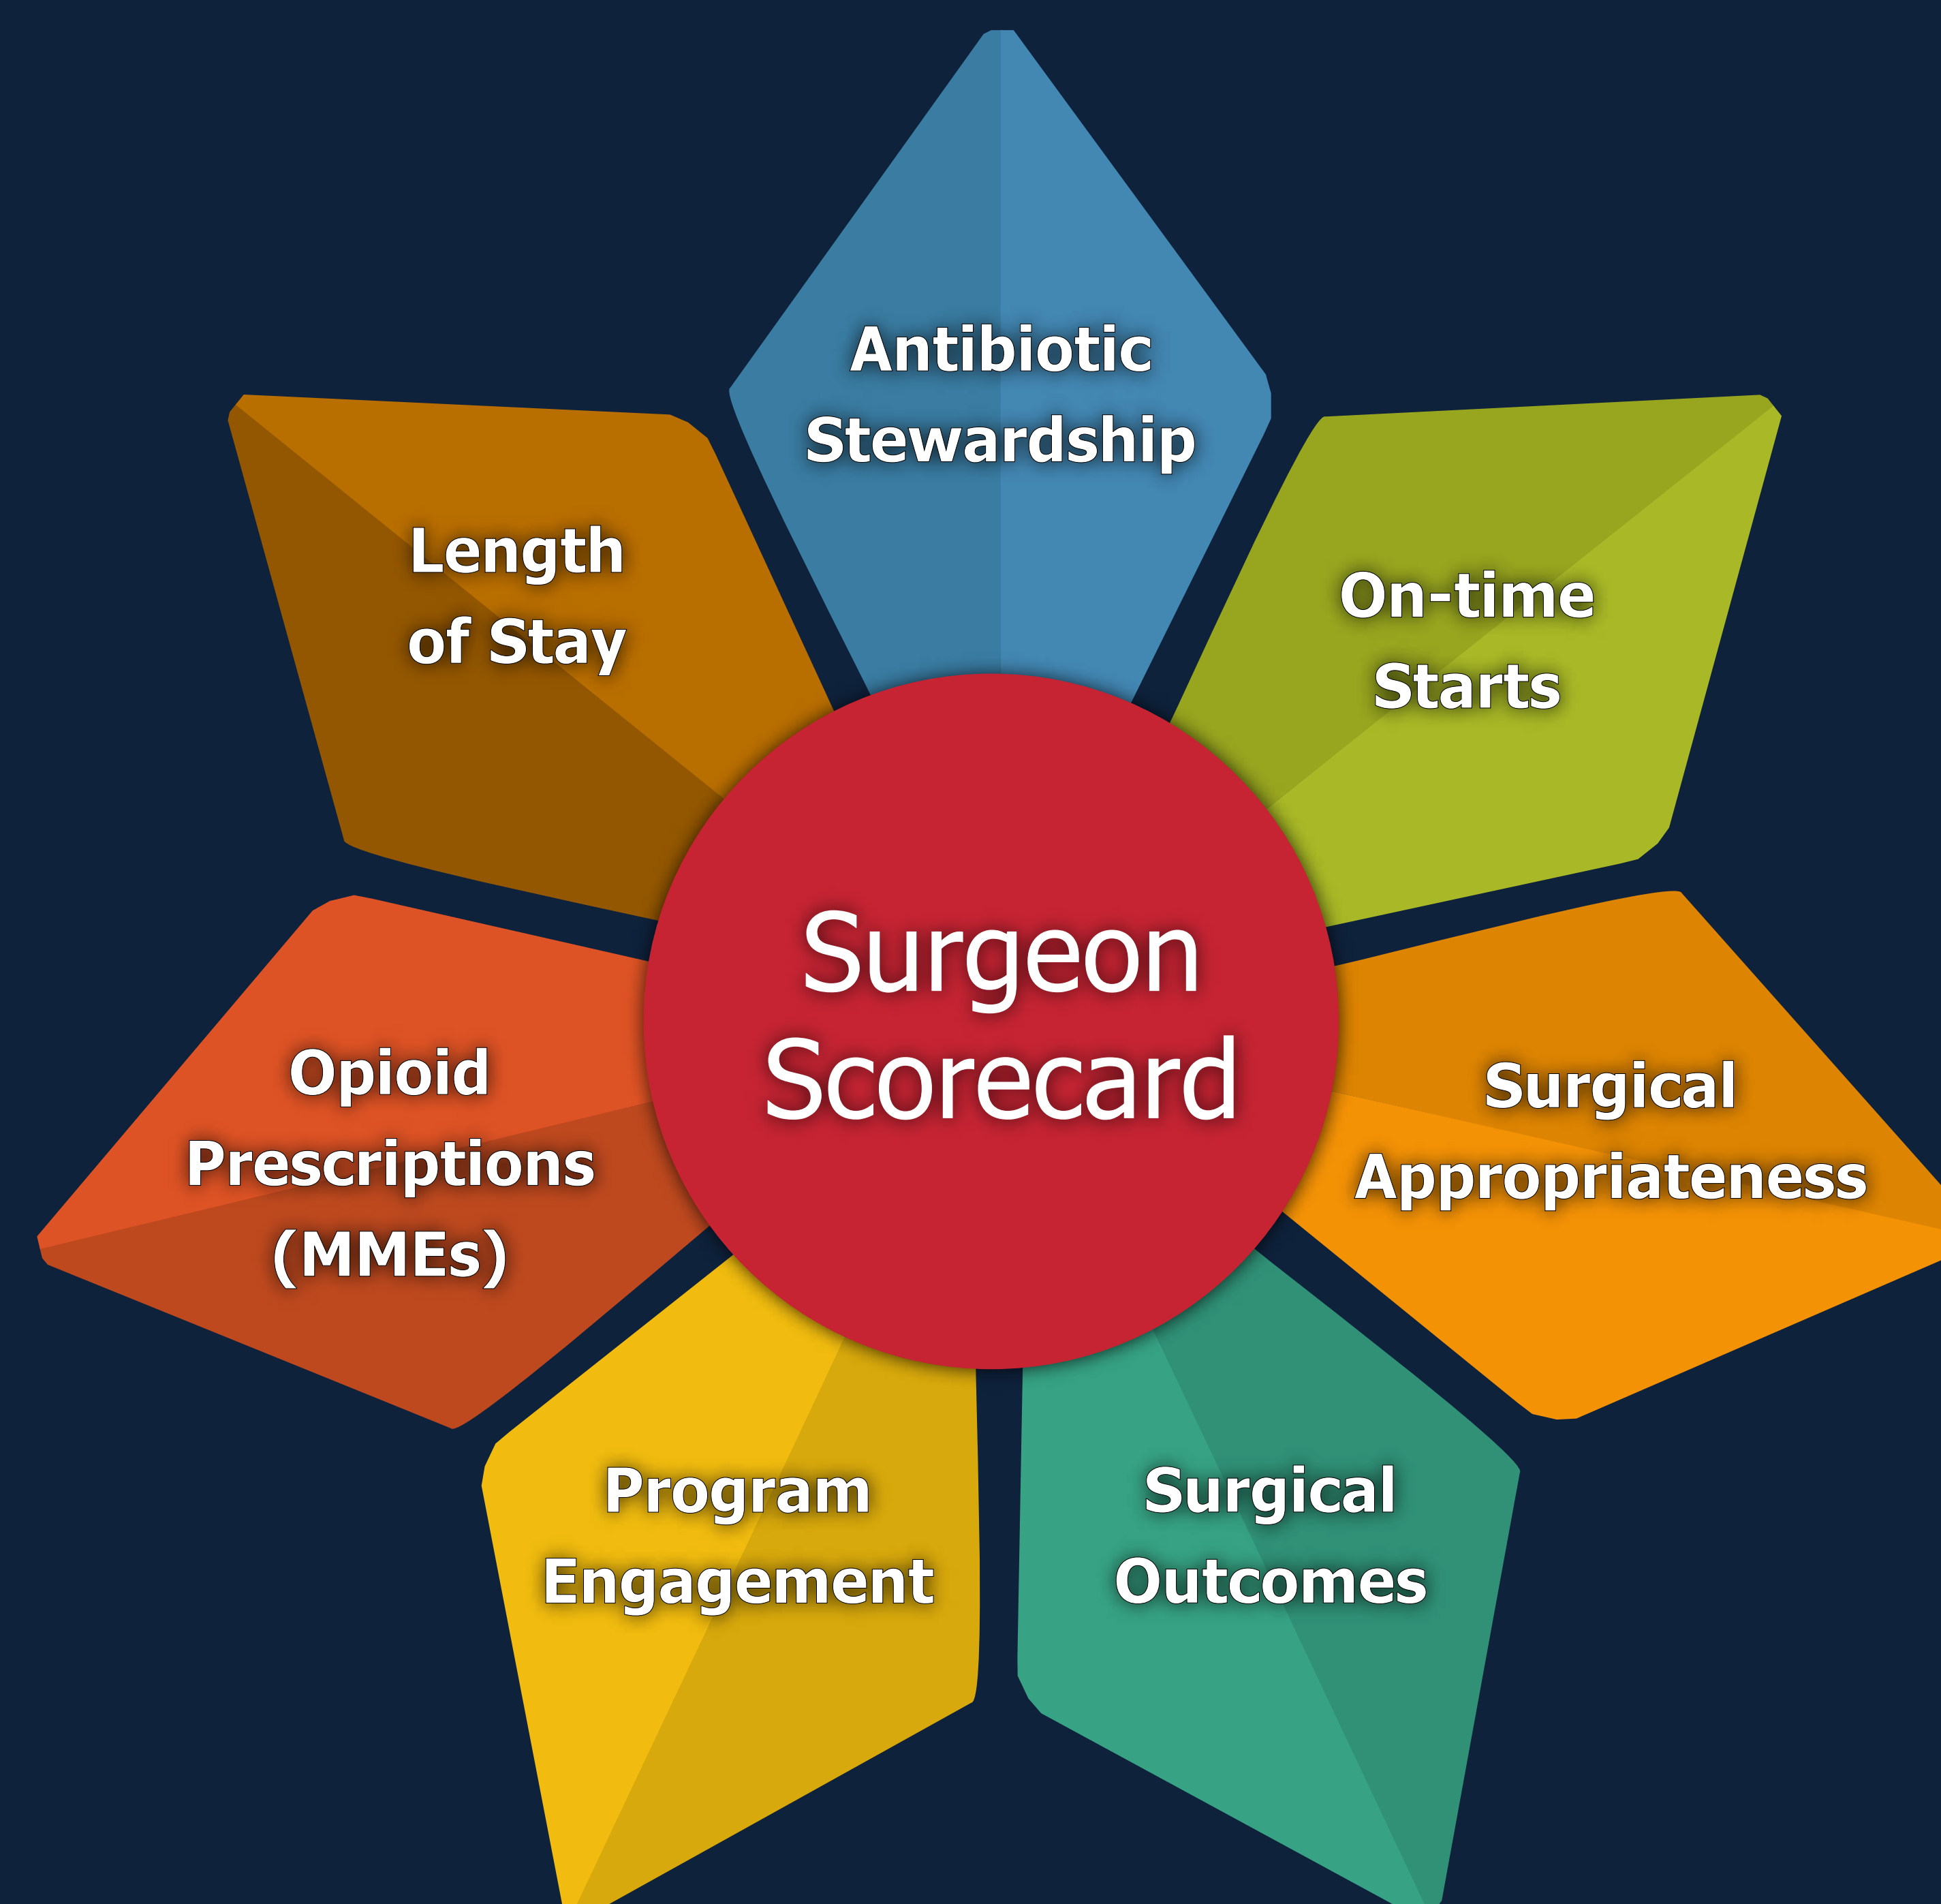 Antibiotic
Stewardship
On-time
Starts
Surgical
Appropriateness
Surgical
Outcomes
Program
Engagement
Opioid
Prescriptions
(MMEs)
Length
of Stay
Surgeon
Scorecard